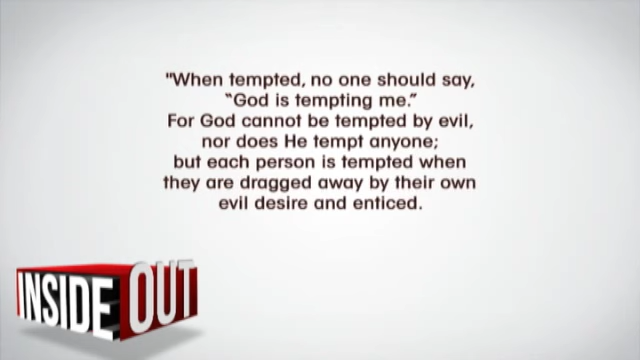 "When tempted, no one should say,
“God is tempting me.”
For God cannot be tempted by evil,
nor does He tempt anyone;
but each person is tempted when
they are dragged away by their own
evil desire and enticed.
INSIDE OUT